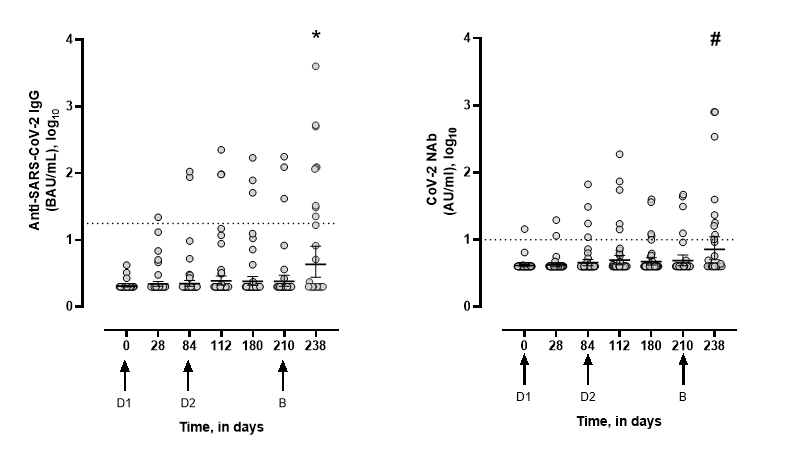 *
4
3
2
1
0
Anti-SARS-CoV-2 IgG
(BAU/mL), log10
0 28 84 112 180 210 238
D1 D2 B
Time, in days
#
4
3
2
1
0
CoV-2 NAb
(AU/ml), log10
0 28 84 112 180 210 238
D1 D2 B
Time, in days